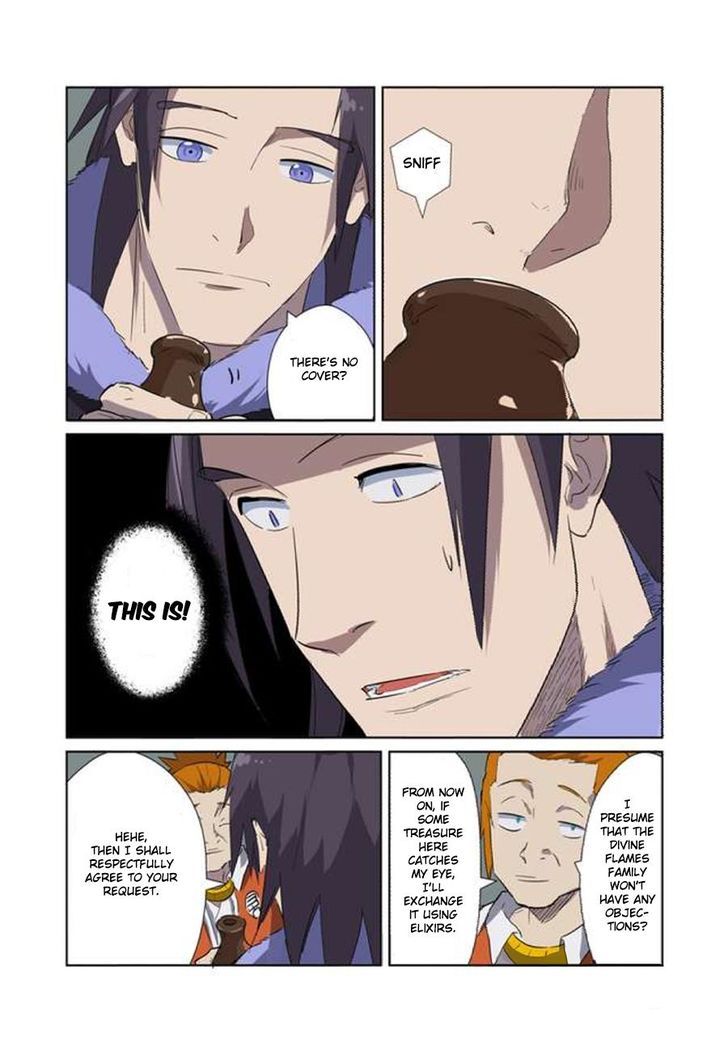 SNIFF
THERE'S NO
COVER?
THIS IS!
I
PRESUME
THAT THE
DIVINE
FLAMES
FAMILY
WON'T
HAVE ANY
OBJEC-
TIONS?
FROM NOW
ON, IF
SOME
TREASURE
HERE
CATCHES
MY EYE,
I'LL
EXCHANGE
IT USING
ELIXIRS.
HEHE,
THEN I SHALL
RESPECTFULLY
AGREE TO YOUR
REQUEST.